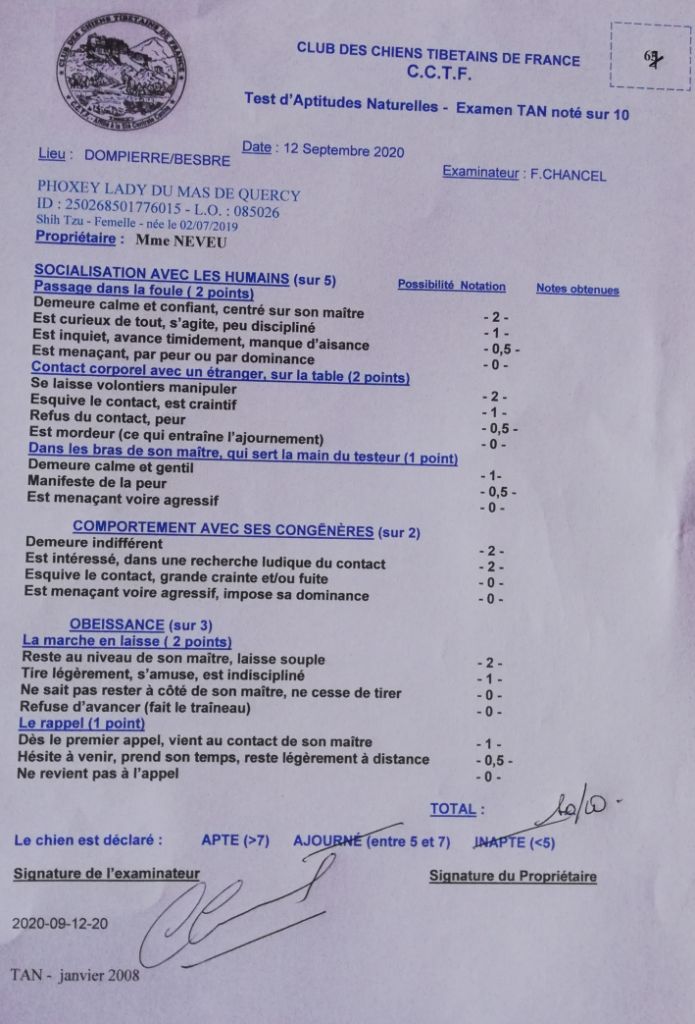 CLUB DES CHIENS TIBETAINS DE FRANCE
CLUB DES CHIENS TIBETAINS DE FRANCE
C.C.T.F.
Test d'Aptitudes Naturelles - Examen TAN noté sur 10
Lieu : DOMPIERRE/BESBRE
Date : 12 Septembre 2020
Examinateur : F.CHANCEL
PHOXEY LADY DU MAS DE QUERCY
ID : 250268501776015 - L.O. : 085026
Shih Tzu - Femelle - née le 02/07/2019
Propriétaire : Mme NEVEU
SOCIALISATION AVEC LES HUMAINS (sur 5) Possibilité Notation Notes obtenues
Passage dans la foule ( 2 points)
Demeure calme et confiant, centré sur son maître - 2 -
Est curieux de tout, s'agite, peu discipliné - 1 -
Est inquiet, avance timidement, manque d'aisance - 0,5 -
Est menaçant, par peur ou par dominance - 0 -
Contact corporel avec un étranger, sur la table (2 points)
Se laisse volontiers manipuler - 2 -
Esquive le contact, est craintif - 1 -
Refus du contact, peur - 0,5 -
Est mordeur (ce qui entraîne l'ajournement) - 0 -
Dans les bras de son maître, qui sert la main du testeur (1 point)
Demeure calme et gentil - 1-
Manifeste de la peur - 0,5 -
Est menaçant voire agressif - 0 -
COMPORTEMENT AVEC SES CONGÊNÈRES (sur 2)
Demeure indifférent - 2 -
Est intéressé, dans une recherche ludique du contact - 2 -
Esquive le contact, grande crainte et/ou fuite - 0 -
Est menaçant voire agressif, impose sa dominance - 0 -
OBEISSANCE (sur 3)
La marche en laisse ( 2 points)
Reste au niveau de son maître, laisse souple - 2 -
Tire légèrement, s'amuse, est indiscipliné - 1 -
Ne sait pas rester à côté de son maître, ne cesse de tirer - 0 -
Refuse d'avancer (fait le traîneau) - 0 -
Le rappel (1 point)
Dès le premier appel, vient au contact de son maître - 1 -
Hésite à venir, prend son temps, reste légèrement à distance - 0,5 -
Ne revient pas à l'appel - 0 -
TOTAL : 10/10 -
Le chien est déclaré : APTE (>7) AJOURNÉ (entre 5 et 7) INAPTE (<5)
Signature de l'examinateur Signature du Propriétaire
2020-09-12-20
TAN - janvier 2008